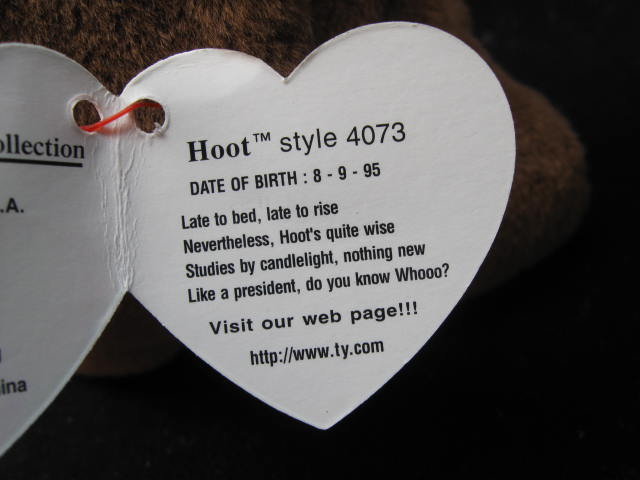 ollection
.A.
ina
Hoot™ style 4073
DATE OF BIRTH : 8 - 9 - 95
Late to bed, late to rise
Nevertheless, Hoot's quite wise
Studies by candlelight, nothing new
Like a president, do you know Whooo?
Visit our web page!!!
http://www.ty.com